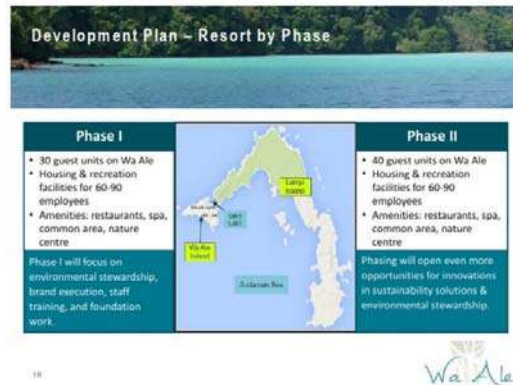 Development Plan – Resort by Phase
Phase I
• 30 guest units on Wa Ale
• Housing & recreation
facilities for 60-90
employees
• Amenities: restaurants, spa,
common area, nature
centre
Phase I will focus on
environmental stewardship,
brand execution, staff
training, and foundation
work.
Lampi
Island
Wa Ale
Island
Andaman Sea
Phase II
• 40 guest units on Wa Ale
• Housing & recreation
facilities for 60-90
employees
• Amenities: restaurants, spa,
common area, nature
centre
Phasing will open even more
opportunities for innovations
in sustainability solutions
& environmental stewardship.
18
Wa Ale